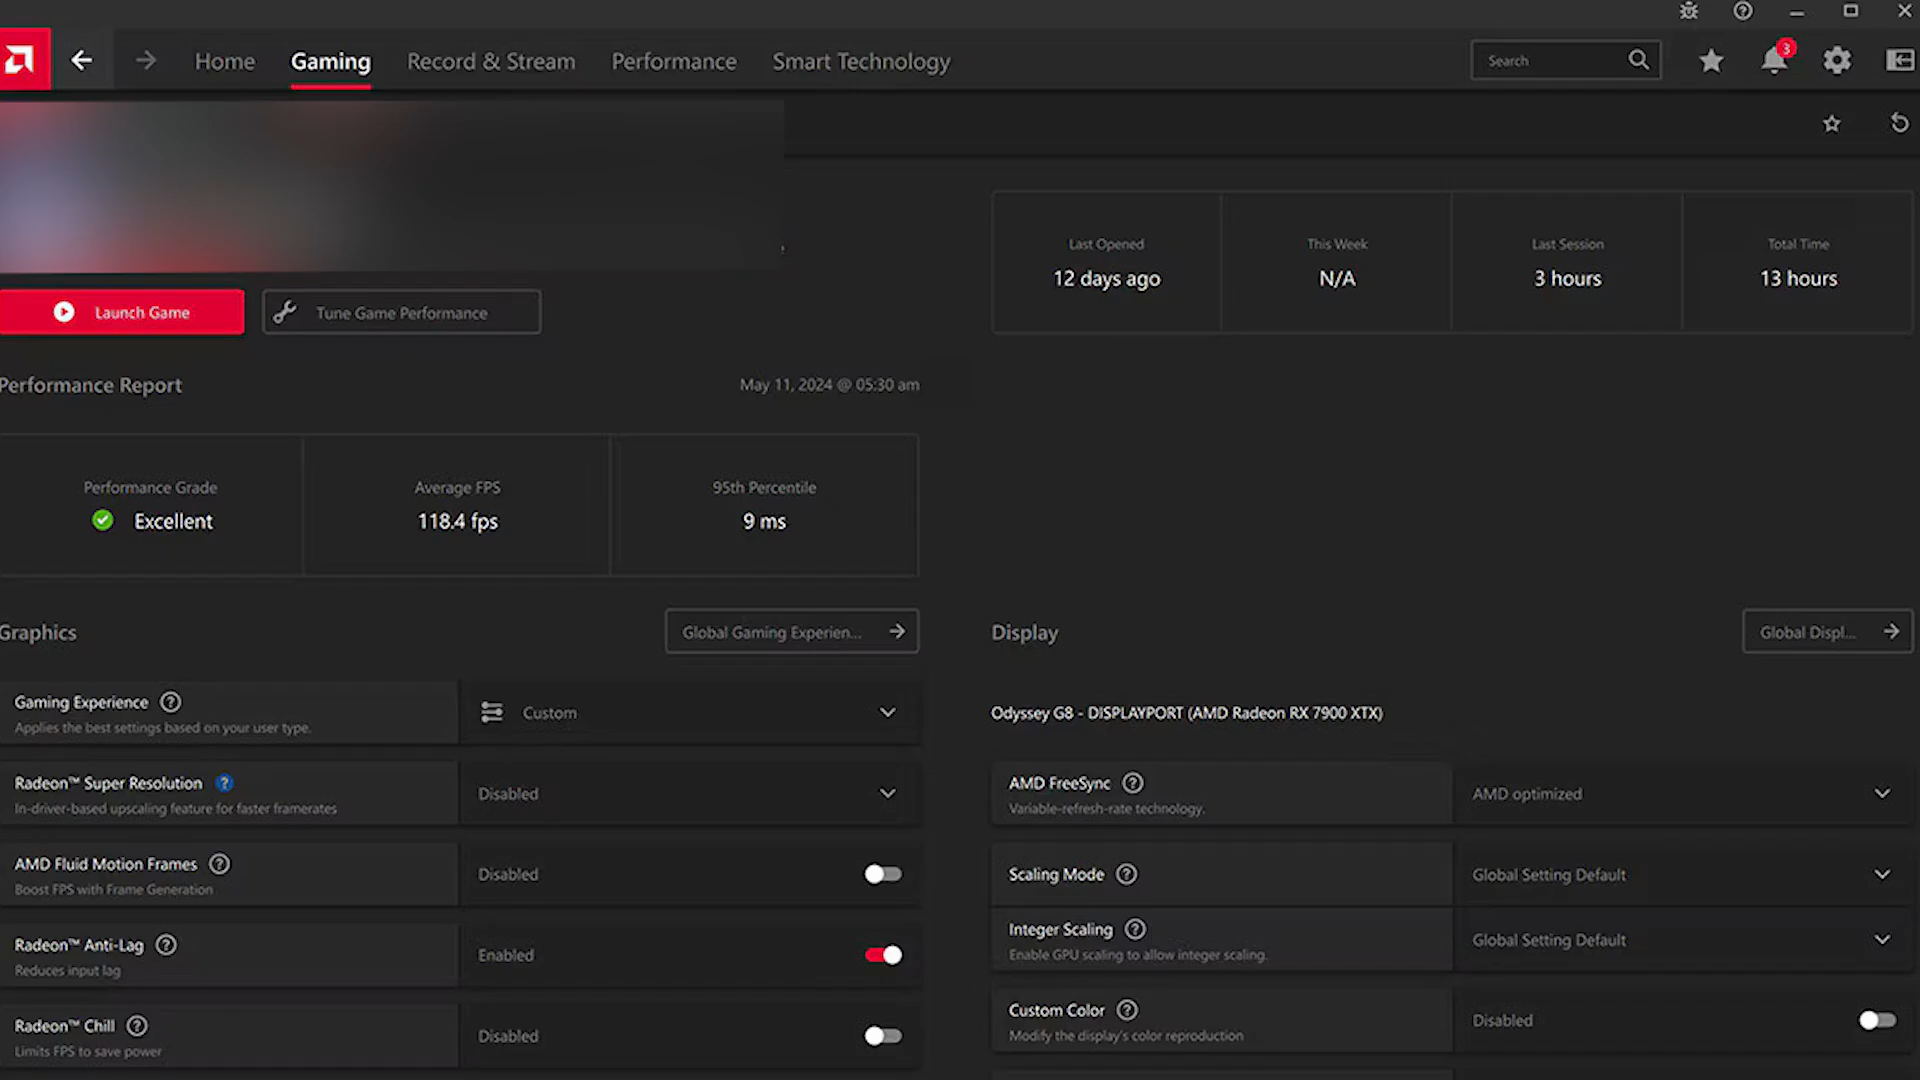 Home Gaming Record & Stream Performance Smart Technology Search 3
Last Opened This Week Last Session Total Time
12 days ago N/A 3 hours 13 hours
Launch Game Tune Game Performance
Performance Report May 11, 2024 @ 05:30 am
Performance Grade Average FPS 95th Percentile
Excellent 118.4 fps 9 ms
Graphics Global Gaming Experien... Display Global Displ...
Gaming Experience
Applies the best settings based on your user type.
Custom
Odyssey G8 - DISPLAYPORT (AMD Radeon RX 7900 XTX)
Radeon™ Super Resolution
In-driver-based upscaling feature for faster framerates
Disabled
AMD FreeSync
Variable-refresh-rate technology.
AMD optimized
AMD Fluid Motion Frames
Boost FPS with Frame Generation
Disabled
Scaling Mode
Global Setting Default
Radeon™ Anti-Lag
Reduces input lag
Enabled
Integer Scaling
Enable GPU scaling to allow integer scaling.
Global Setting Default
Radeon™ Chill
Limits FPS to save power
Disabled
Custom Color
Modify the display's color reproduction
Disabled